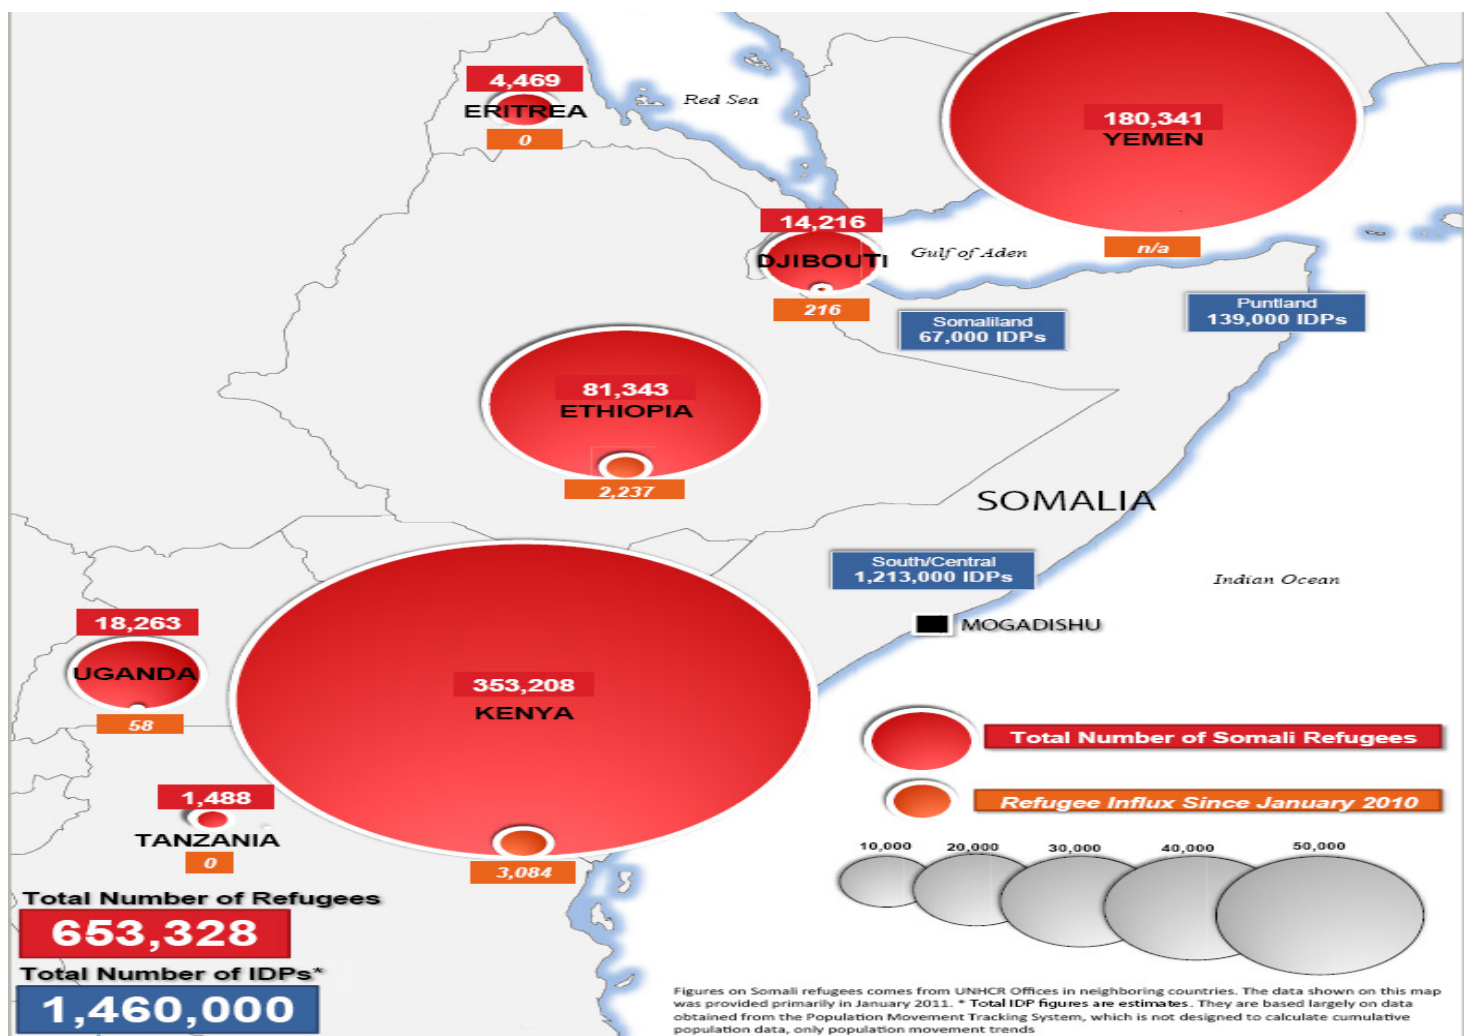 4,469
ERITREA
0
Red Sea
180,341
YEMEN
n/a
14,216
DJIBOUTI
216
Gulf of Aden
Somaliland
67,000 IDPs
Puntland
139,000 IDPs
81,343
ETHIOPIA
2,237
SOMALIA
South/Central
1,213,000 IDPs
Indian Ocean
MOGADISHU
18,263
UGANDA
58
353,208
KENYA
3,084
1,488
TANZANIA
0
Total Number of Somali Refugees
Refugee Influx Since January 2010
10,000
20,000
30,000
40,000
50,000
Total Number of Refugees
653,328
Total Number of IDPs*
1,460,000
Figures on Somali refugees comes from UNHCR Offices in neighboring countries. The data shown on this map
was provided primarily in January 2011. * Total IDP figures are estimates. They are based largely on data
obtained from the Population Movement Tracking System, which is not designed to calculate cumulative
population data, only population movement trends